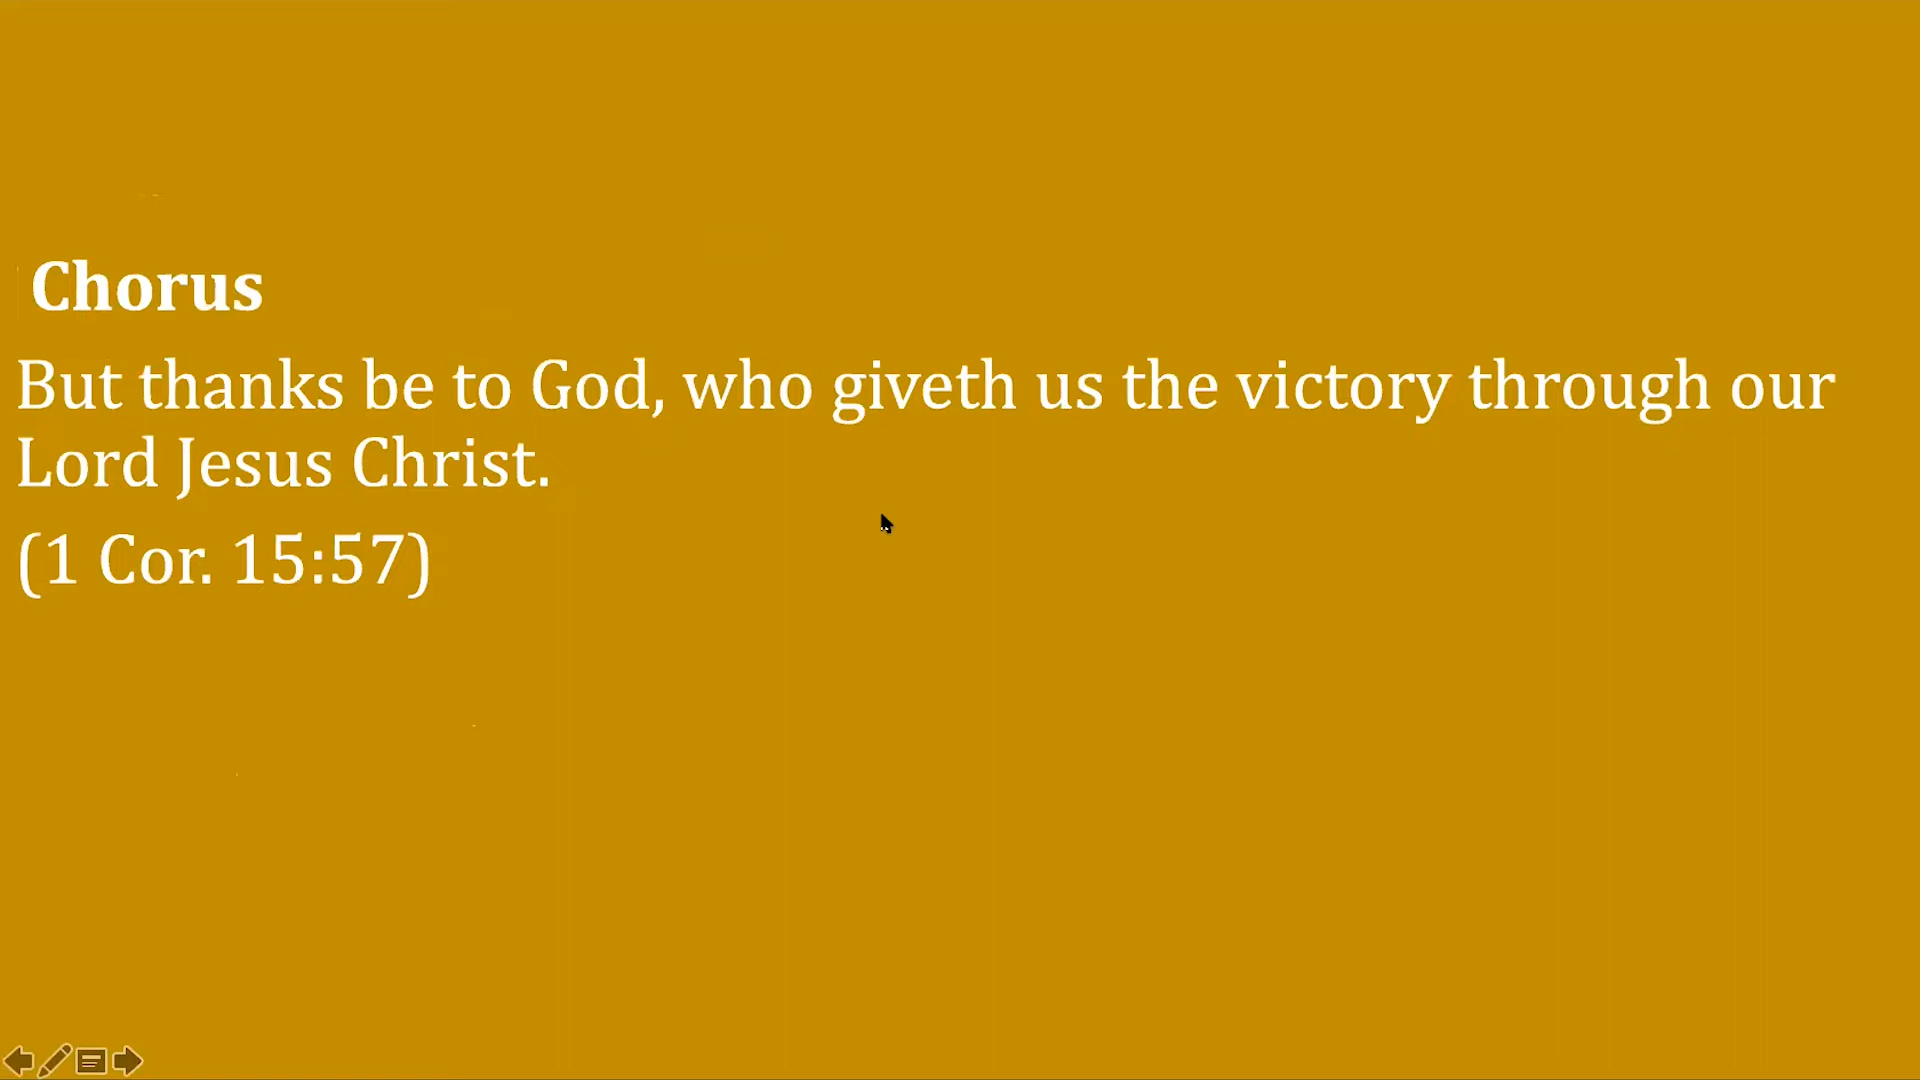 Chorus
But thanks be to God, who giveth us the victory through our
Lord Jesus Christ.
(1 Cor. 15:57)